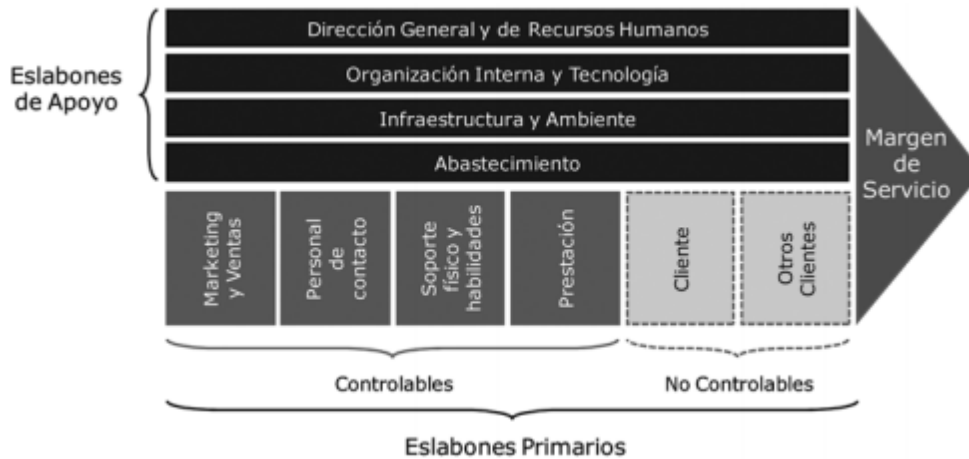 Dirección General y de Recursos Humanos
Organización Interna y Tecnología
Infraestructura y Ambiente
Abastecimiento
Eslabones
de Apoyo
Margen
de
Servicio
Marketing
y Ventas
Personal
de
contacto
Soporte
físico y
habilidades
Prestación
Cliente
Otros
Clientes
Controlables
No Controlables
Eslabones Primarios